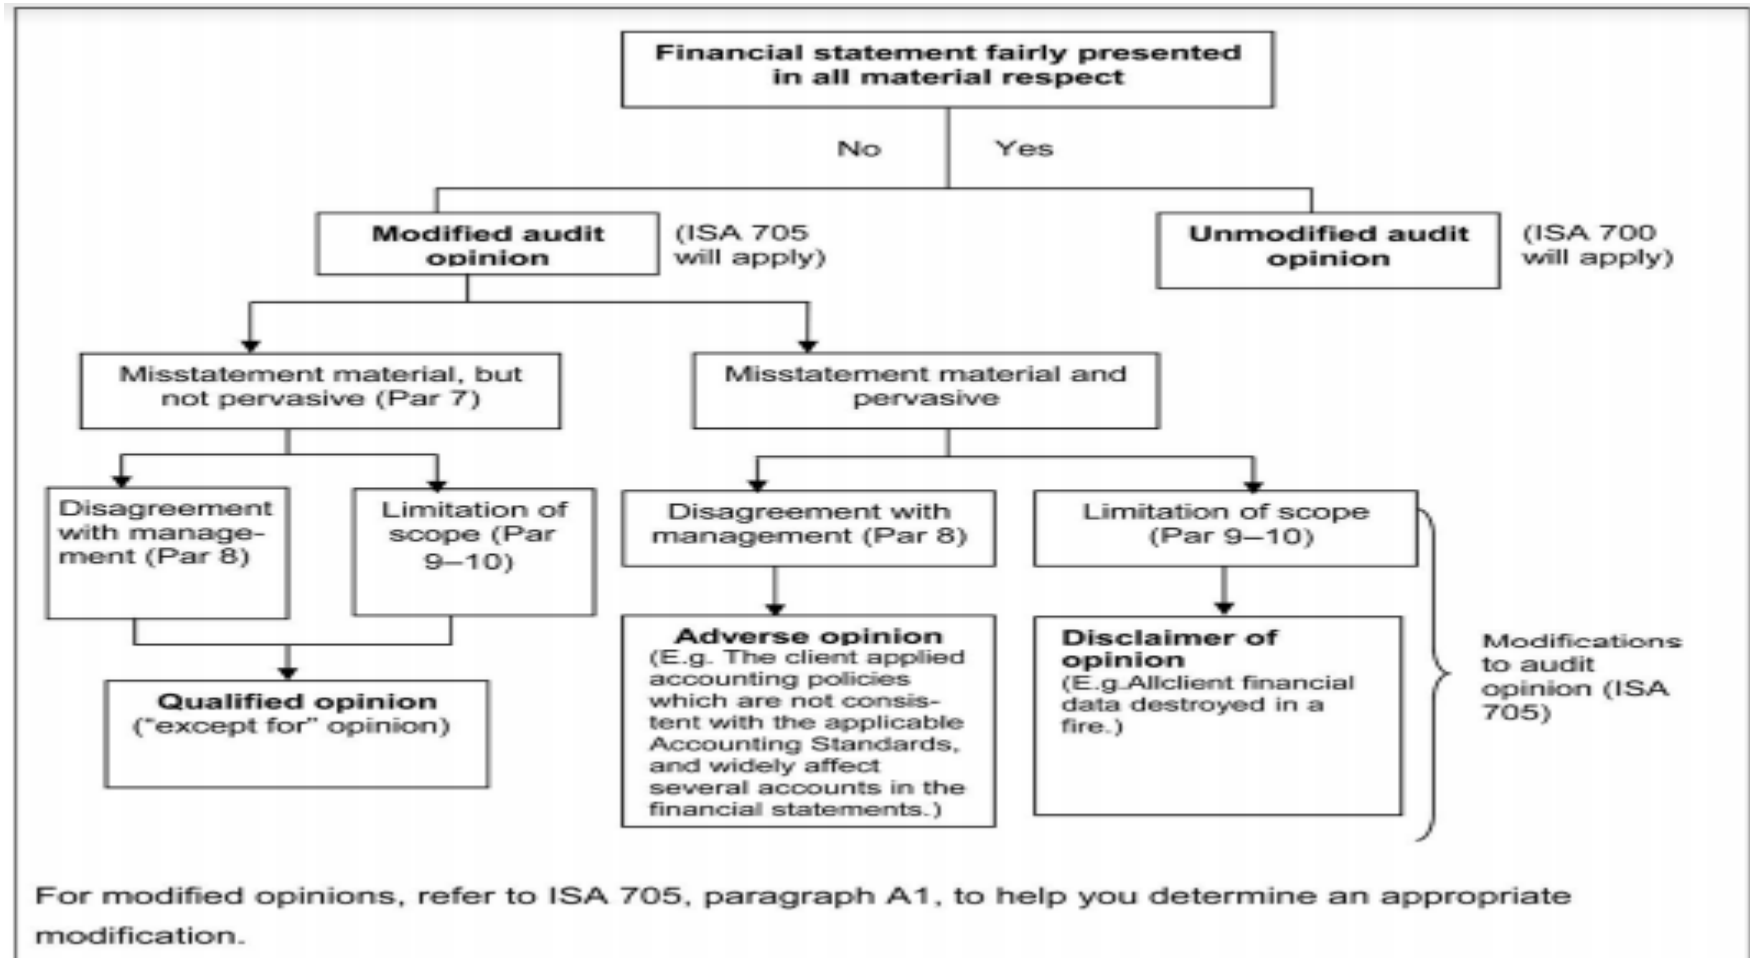 Financial statement fairly presented
in all material respect
No
Yes
Modified audit
opinion
(ISA 705
will apply)
Unmodified audit
opinion
(ISA 700
will apply)
Misstatement material, but
not pervasive (Par 7)
Misstatement material and
pervasive
Disagreement
with manage-
ment (Par 8)
Limitation of
scope (Par
9–10)
Disagreement with
management (Par 8)
Limitation of scope
(Par 9–10)
Qualified opinion
("except for" opinion)
Adverse opinion
(E.g. The client applied
accounting policies
which are not consis-
tent with the applicable
Accounting Standards,
and widely affect
several accounts in the
financial statements.)
Disclaimer of
opinion
(E.g.Allclient financial
data destroyed in a
fire.)
Modifications
to audit
opinion (ISA
705)
For modified opinions, refer to ISA 705, paragraph A1, to help you determine an appropriate
modification.